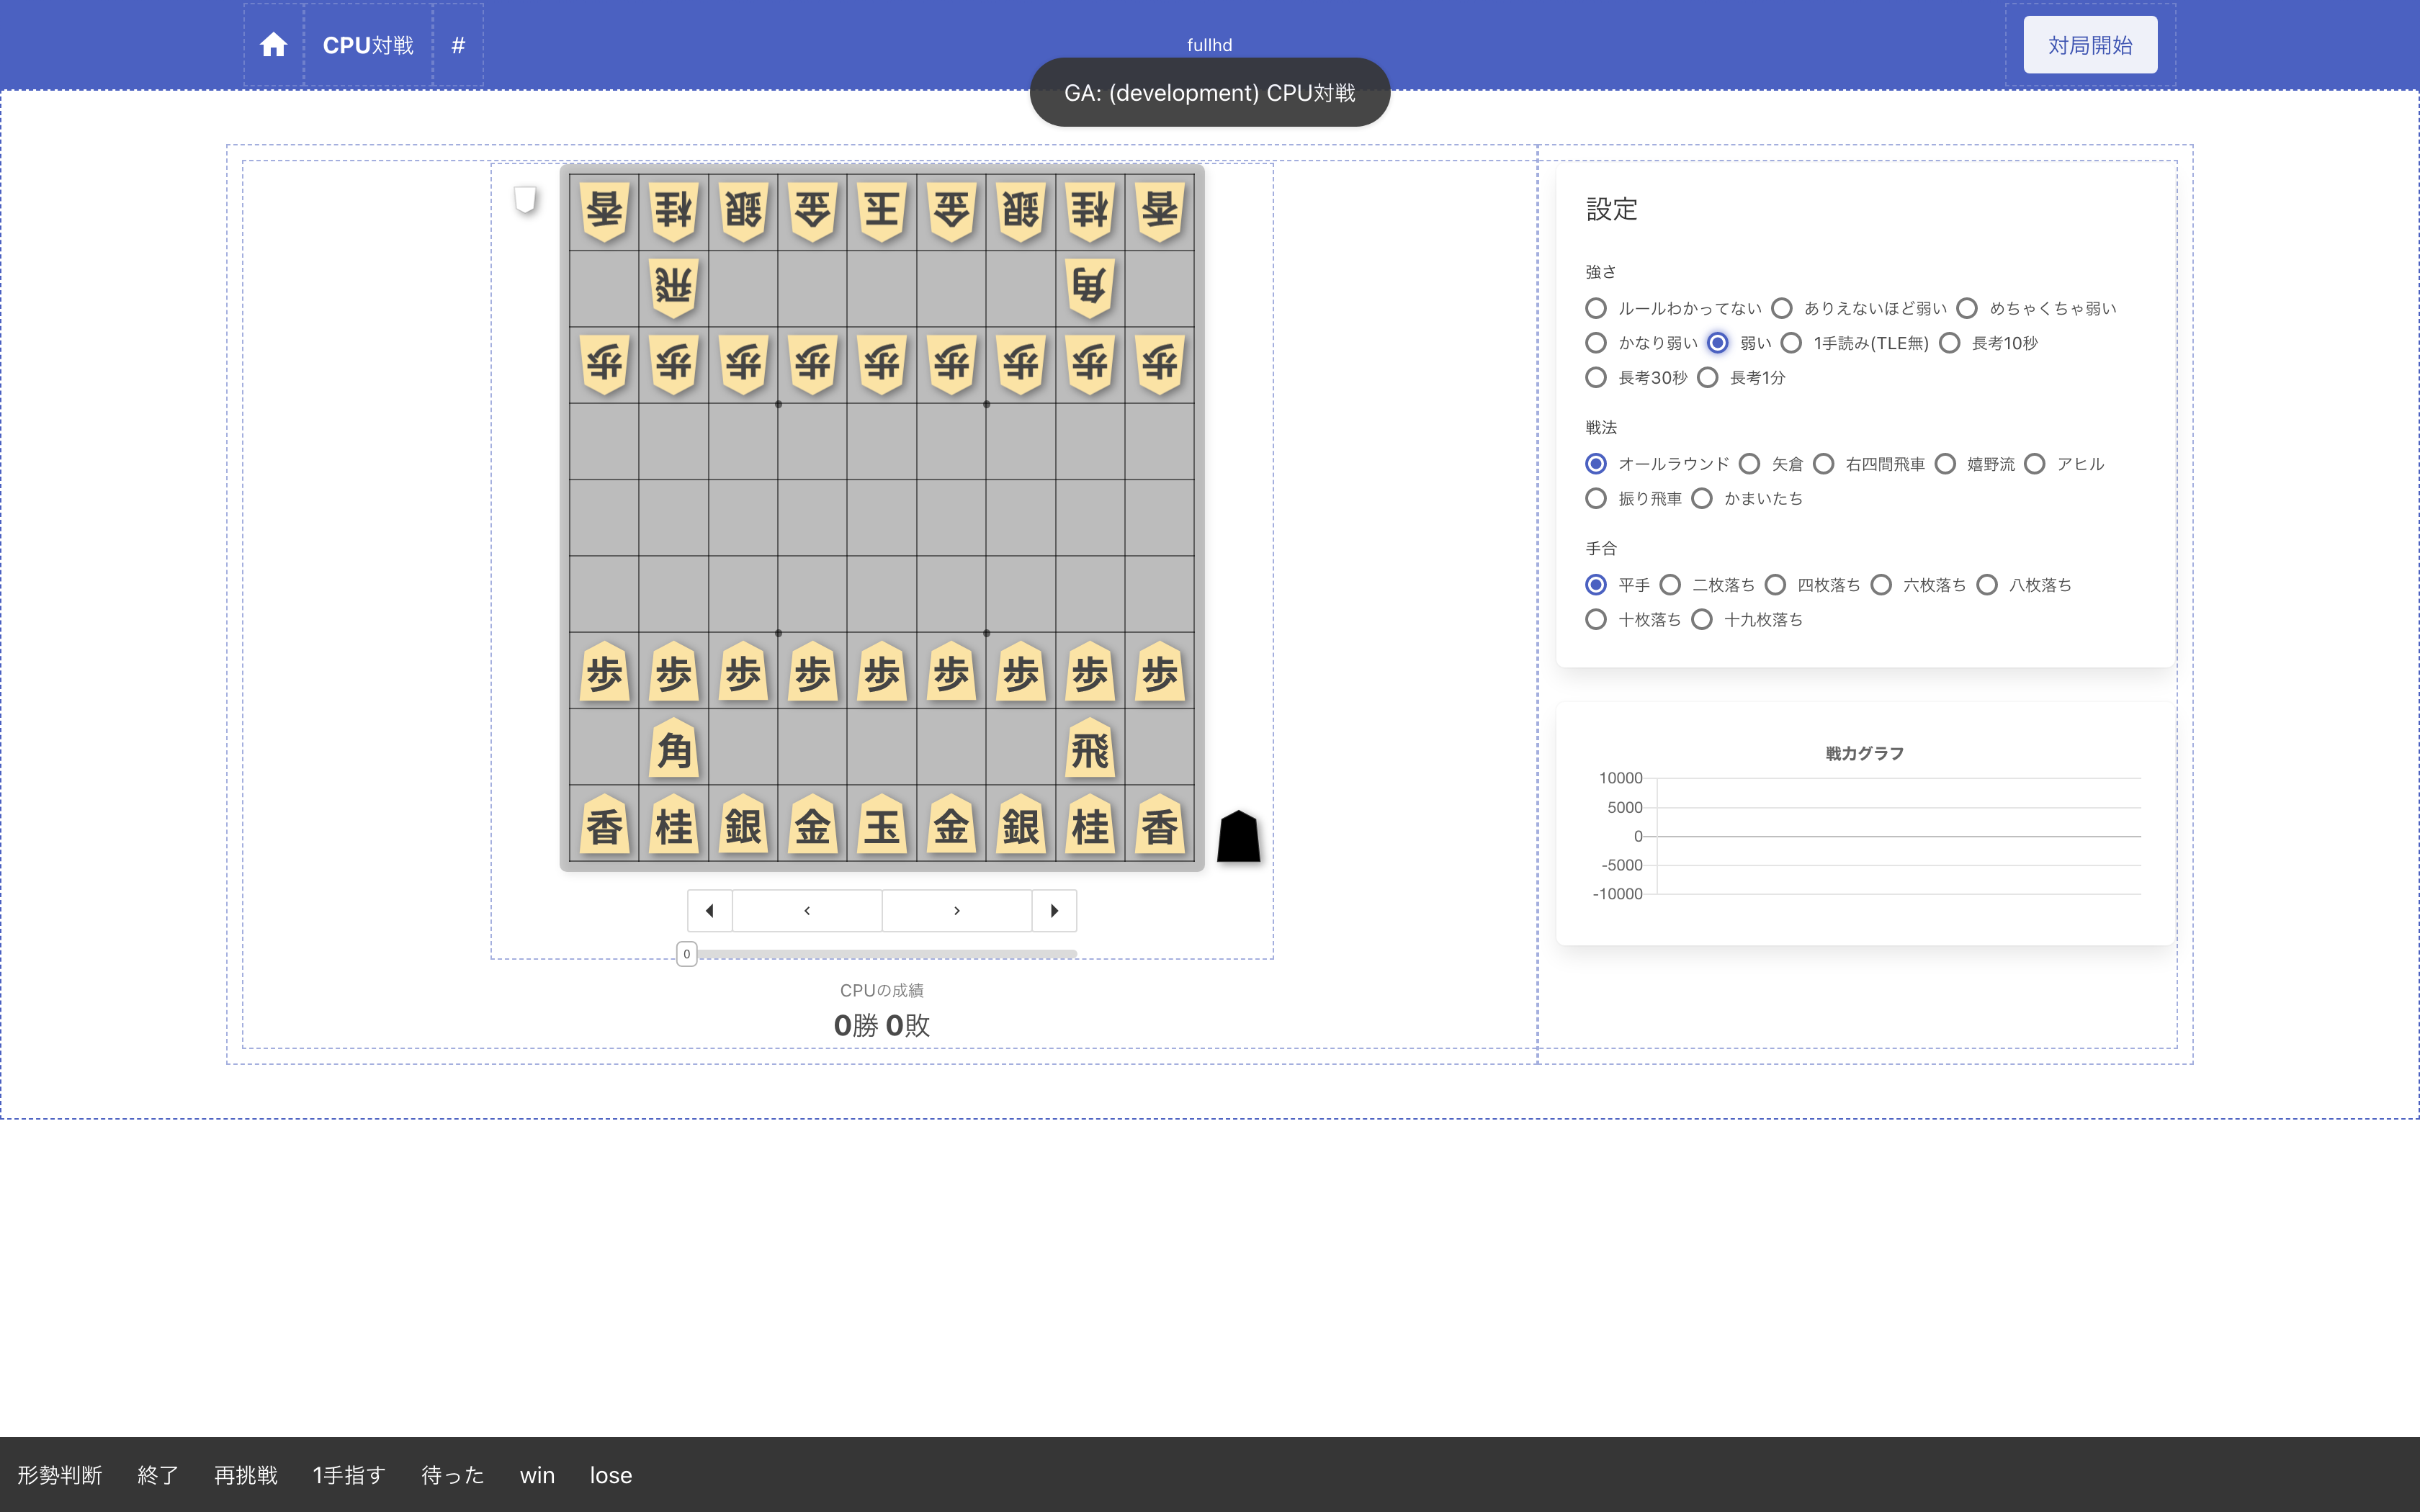 CPU対戦 # fullhd 対局開始
GA: (development) CPU対戦
香 桂 銀 金 玉 金 銀 桂 香
飛 角
歩 歩 歩 歩 歩 歩 歩 歩 歩
歩 歩 歩 歩 歩 歩 歩 歩 歩
角 飛
香 桂 銀 金 玉 金 銀 桂 香
0
CPUの成績
0勝 0敗
設定
強さ
ルールわかってない ありえないほど弱い めちゃくちゃ弱い
かなり弱い 弱い 1手読み(TLE無) 長考10秒
長考30秒 長考1分
戦法
オールラウンド 矢倉 右四間飛車 嬉野流 アヒル
振り飛車 かまいたち
手合
平手 二枚落ち 四枚落ち 六枚落ち 八枚落ち
十枚落ち 十九枚落ち
戦力グラフ
10000
5000
0
-5000
-10000
形勢判断 終了 再挑戦 1手指す 待った win lose